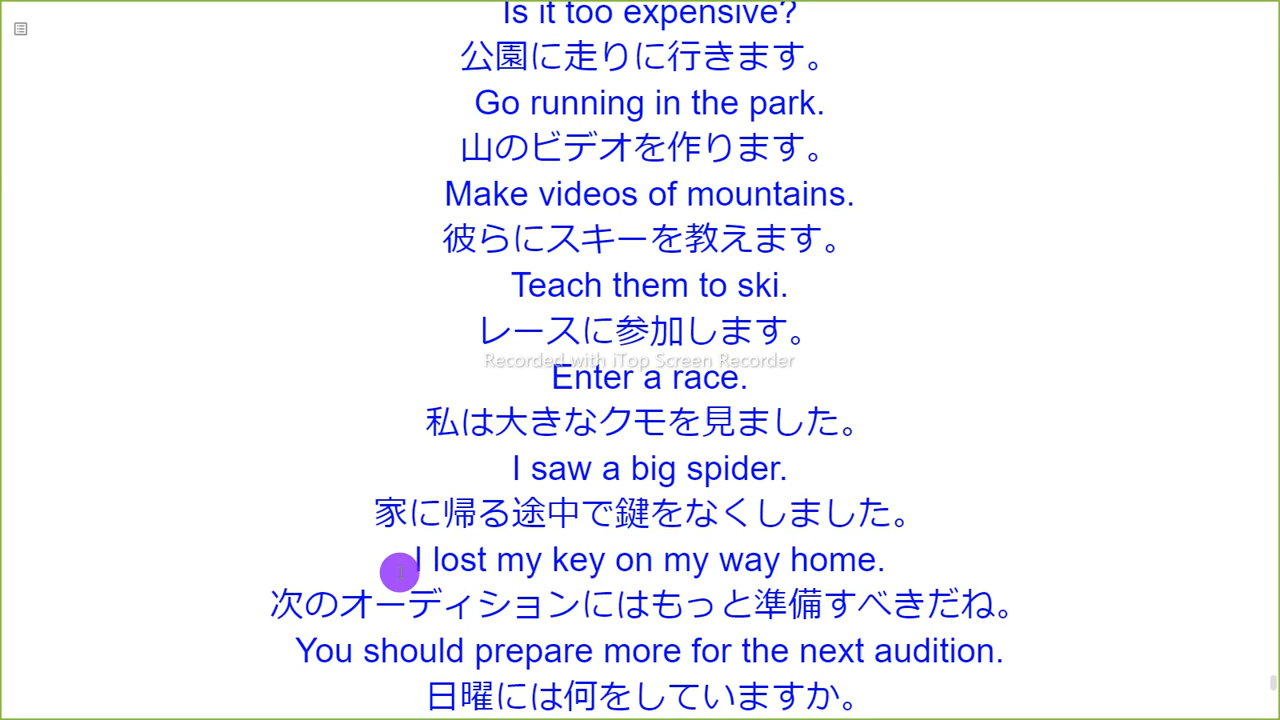 Is it too expensive?
公園に走りに行きます。
Go running in the park.
山のビデオを作ります。
Make videos of mountains.
彼らにスキーを教えます。
Teach them to ski.
レースに参加します。
Recorded with iTop Screen Recorder
Enter a race.
私は大きなクモを見ました。
I saw a big spider.
家に帰る途中で鍵をなくしました。
I lost my key on my way home.
次のオーディションにはもっと準備すべきだね。
You should prepare more for the next audition.
日曜には何をしていますか。